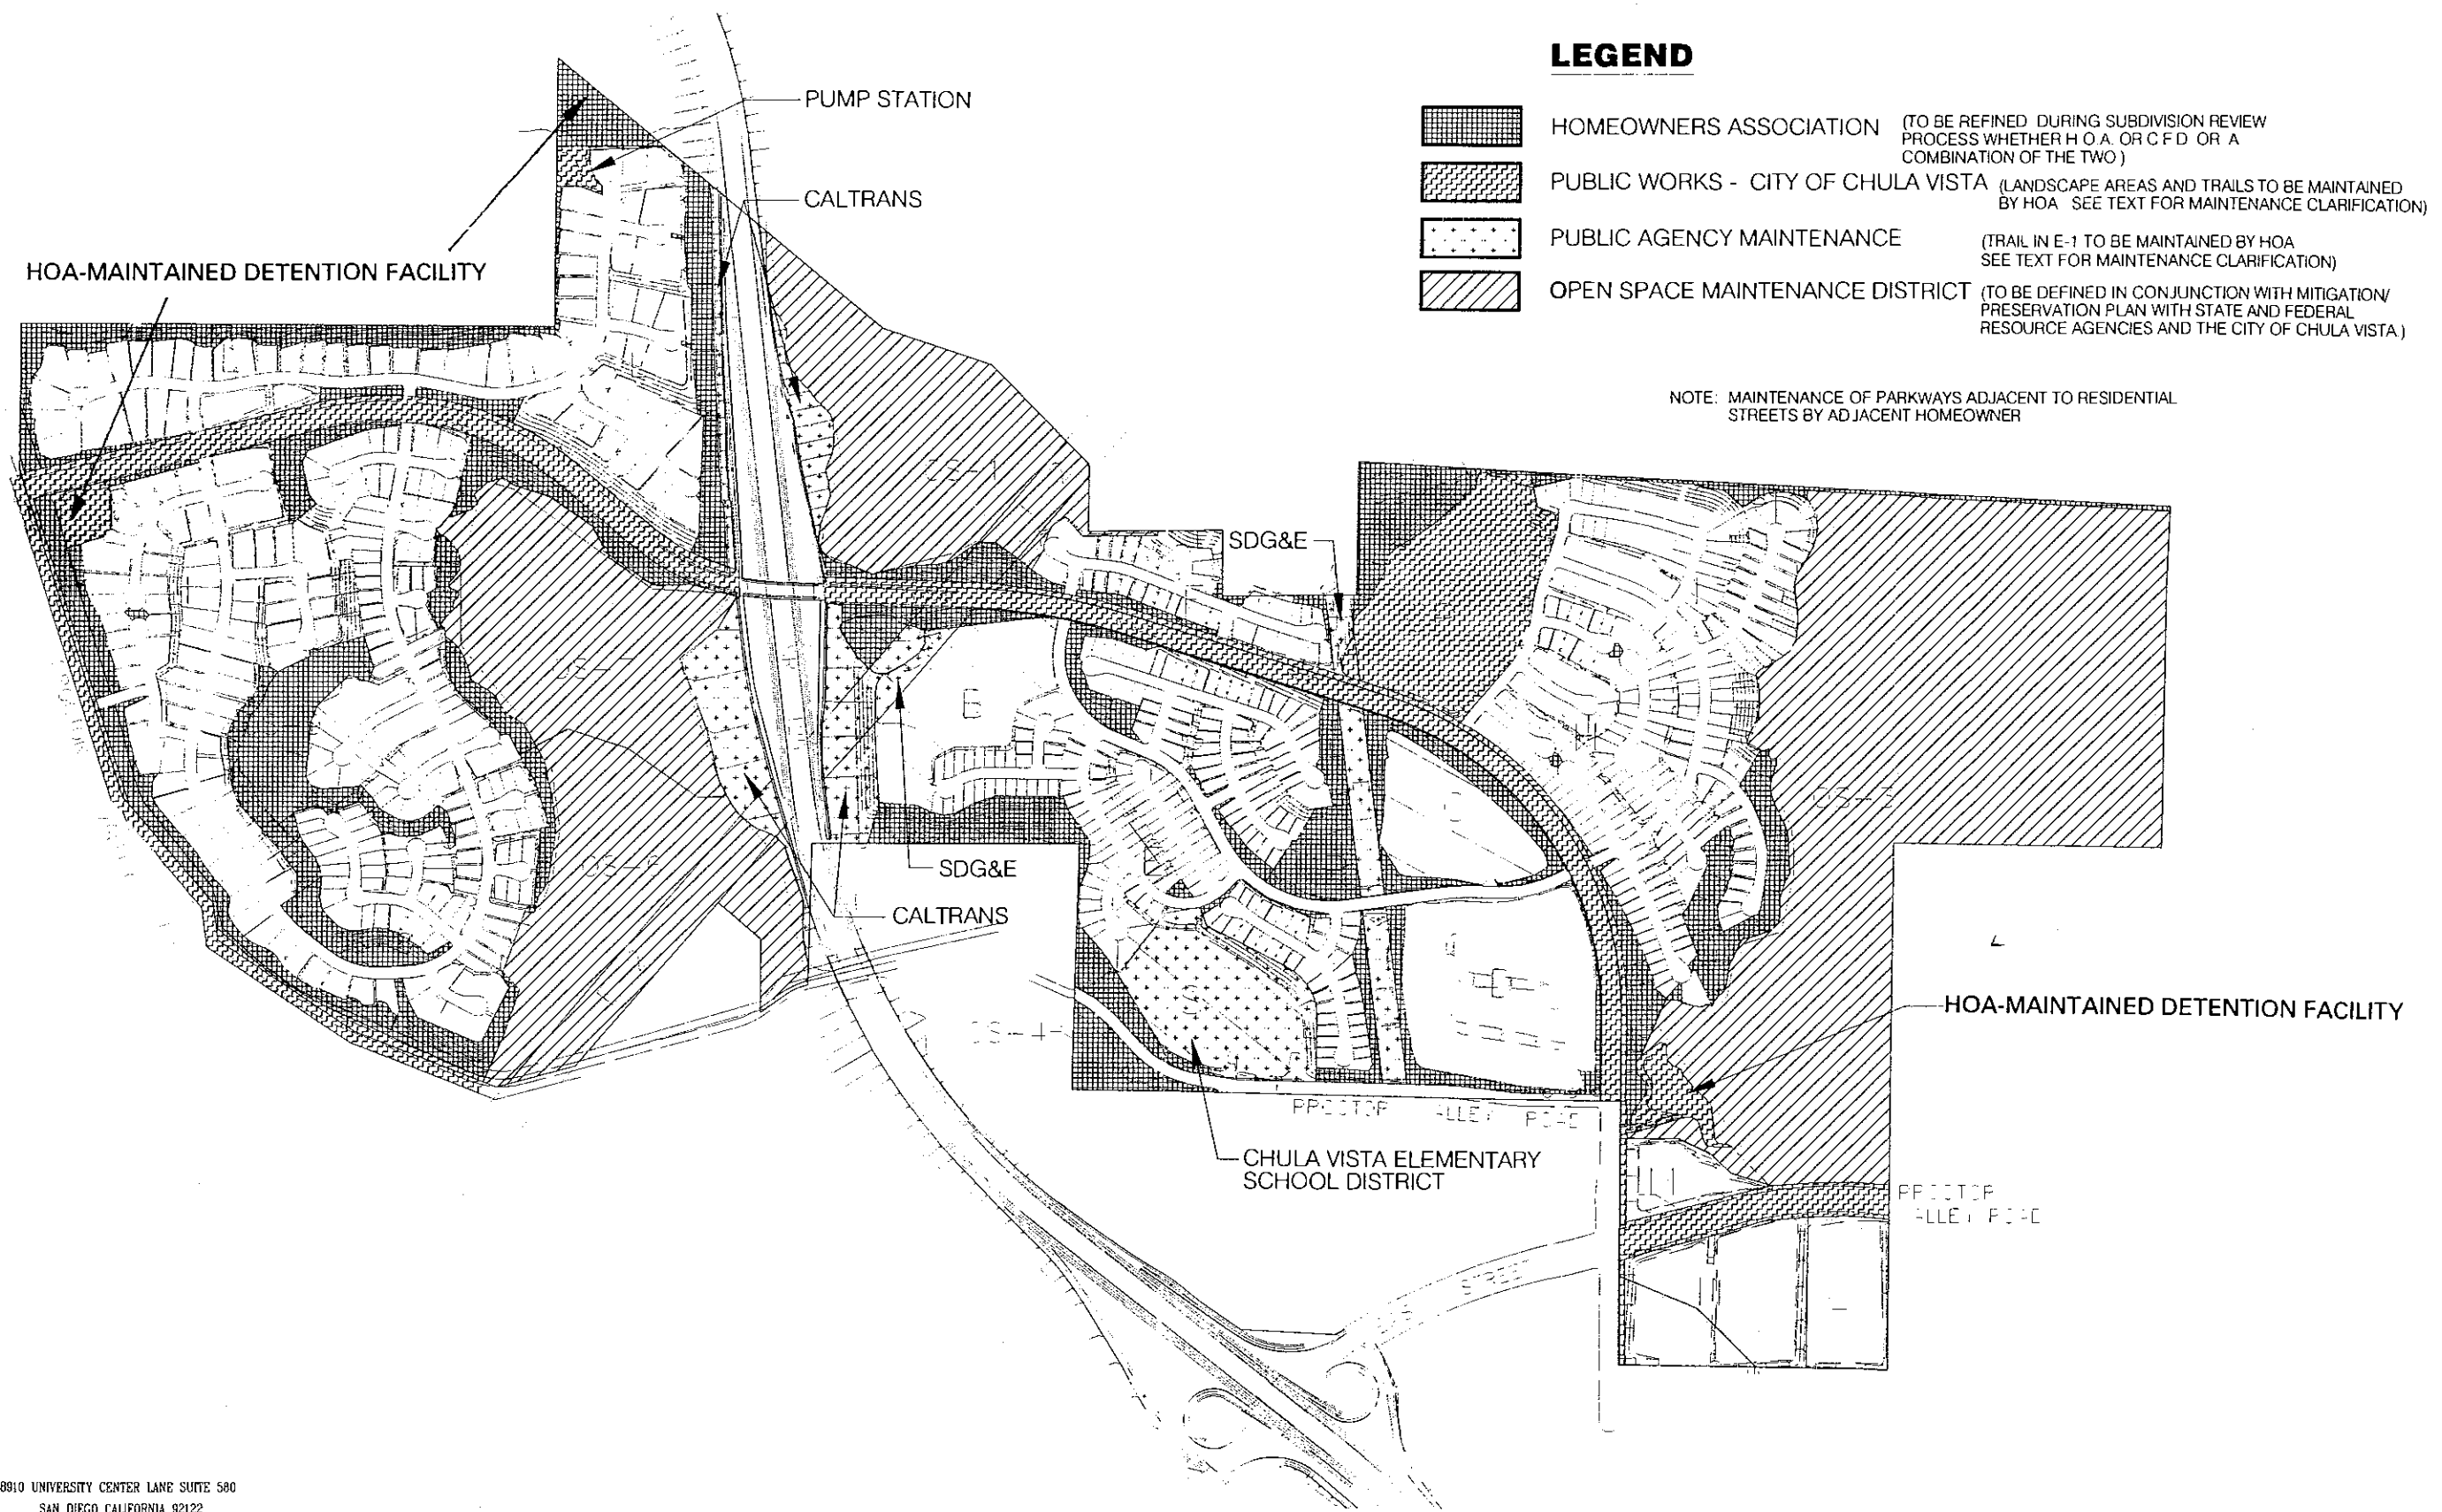 LEGEND
PUMP STATION
CALTRANS
HOA-MAINTAINED DETENTION FACILITY
HOMEOWNERS ASSOCIATION (TO BE REFINED DURING SUBDIVISION REVIEW
PROCESS WHETHER H O.A. OR C F D OR A
COMBINATION OF THE TWO )
PUBLIC WORKS - CITY OF CHULA VISTA (LANDSCAPE AREAS AND TRAILS TO BE MAINTAINED
BY HOA SEE TEXT FOR MAINTENANCE CLARIFICATION)
PUBLIC AGENCY MAINTENANCE (TRAIL IN E-1 TO BE MAINTAINED BY HOA
SEE TEXT FOR MAINTENANCE CLARIFICATION)
OPEN SPACE MAINTENANCE DISTRICT (TO BE DEFINED IN CONJUNCTION WITH MITIGATION/
PRESERVATION PLAN WITH STATE AND FEDERAL
RESOURCE AGENCIES AND THE CITY OF CHULA VISTA.)
NOTE: MAINTENANCE OF PARKWAYS ADJACENT TO RESIDENTIAL
STREETS BY ADJACENT HOMEOWNER
SDG&E
SDG&E
CALTRANS
HOA-MAINTAINED DETENTION FACILITY
CHULA VISTA ELEMENTARY
SCHOOL DISTRICT
STREET
8910 UNIVERSITY CENTER LANE SUITE 580
SAN DIEGO CALIFORNIA 92122